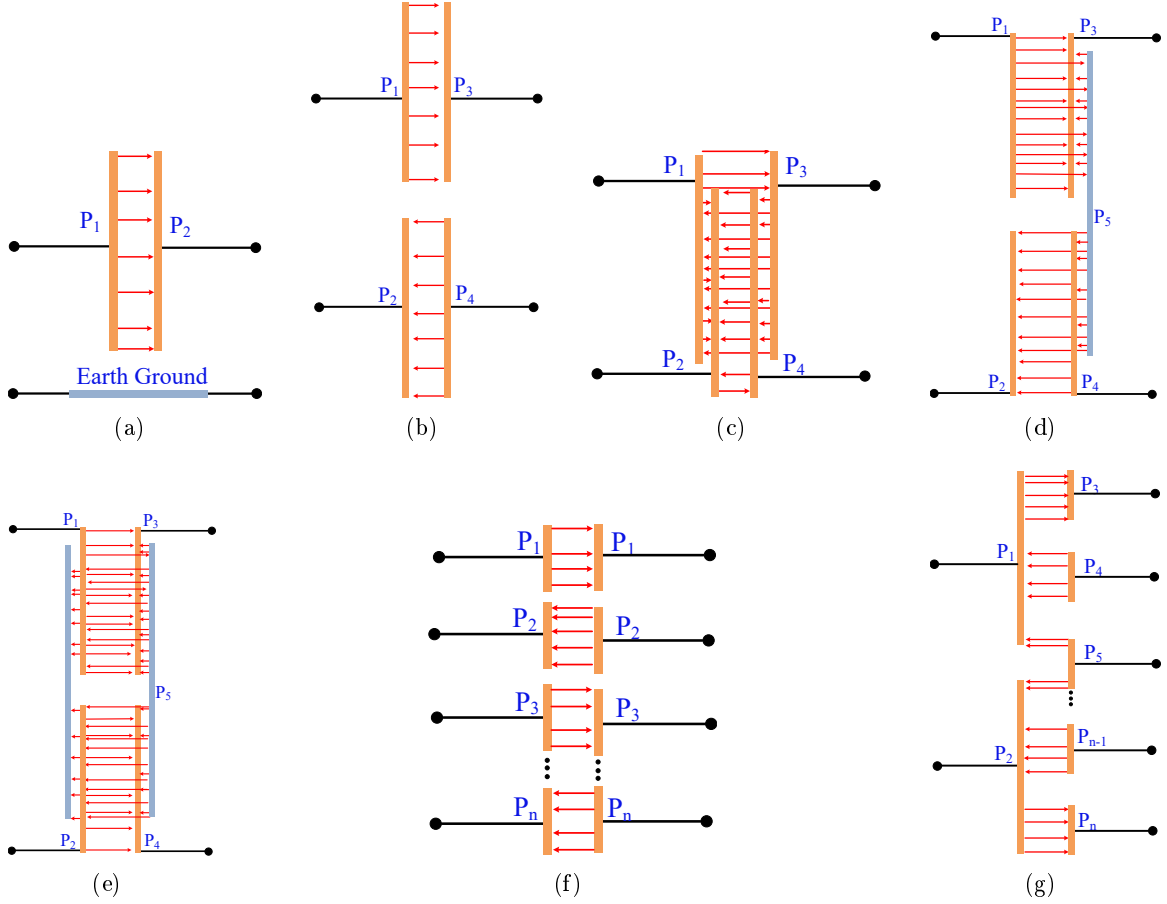 P₁ P₂
Earth Ground
(a)
P₁ P₃
P₂ P₄
(b)
P₁ P₃
P₂ P₄
(c)
P₁ P₃
P₅
P₂ P₄
(d)
P₁ P₃
P₅
P₂ P₄
(e)
P₁ P₁
P₂ P₂
P₃ P₃
Pₙ Pₙ
(f)
P₃
P₁ P₄
P₅
P₂ Pₙ₋₁
Pₙ
(g)